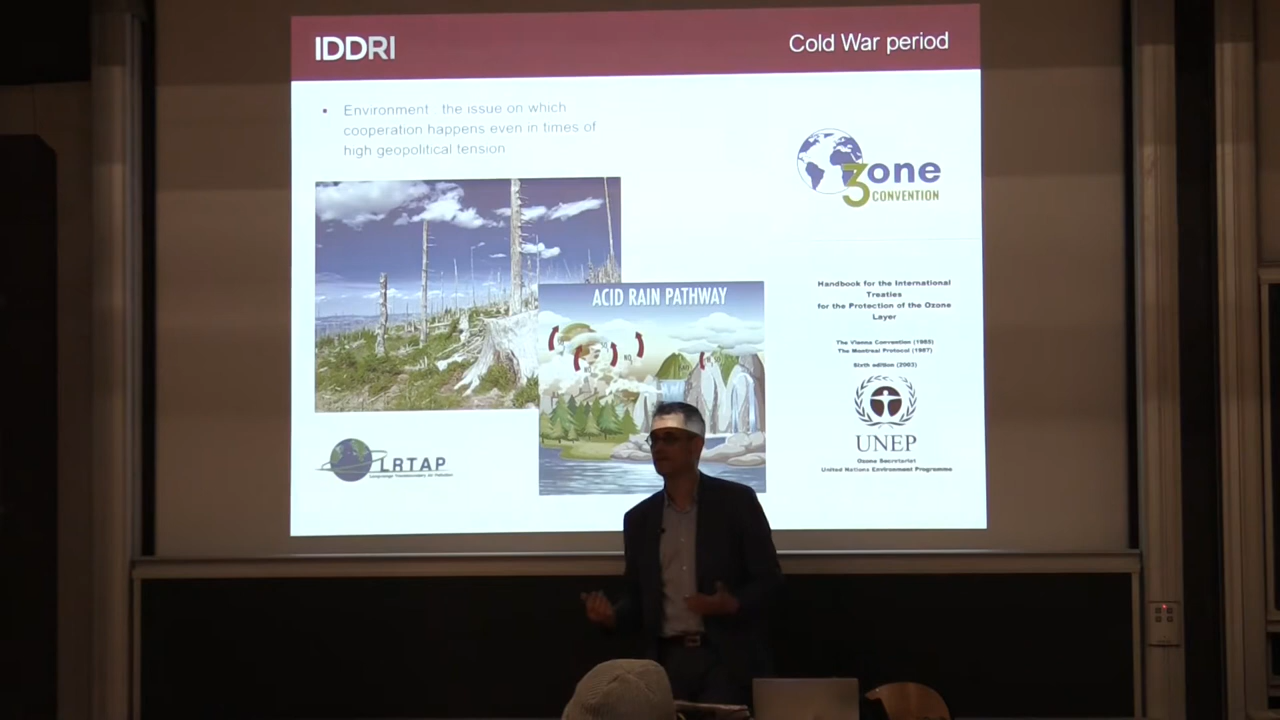 IDDRI
Cold War period
Environment : the issue on which
cooperation happens even in times of
high geopolitical tension
3one
CONVENTION
ACID RAIN PATHWAY
Handbook for the International
Treaties
for the Protection of the Ozone
Layer
The Vienna Convention (1985)
The Montreal Protocol (1987)
Sixth edition (2003)
UNEP
Ozone Secretariat
United Nations Environment Programme
LRTAP